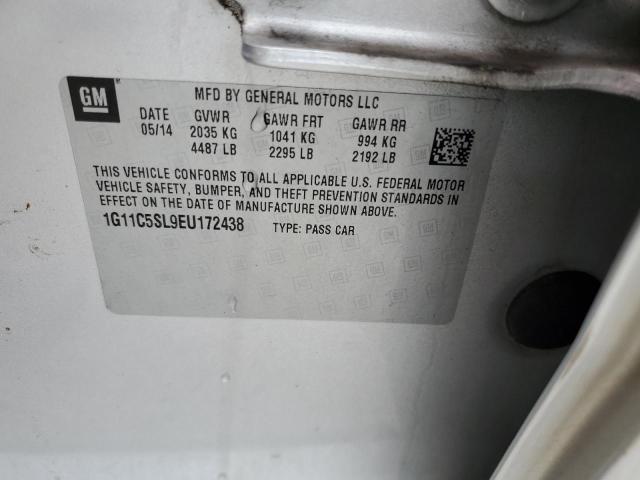 GM
MFD BY GENERAL MOTORS LLC
DATE GVWR GAWR FRT GAWR RR
05/14 2035 KG 1041 KG 994 KG
4487 LB 2295 LB 2192 LB
THIS VEHICLE CONFORMS TO ALL APPLICABLE U.S. FEDERAL MOTOR
VEHICLE SAFETY, BUMPER, AND THEFT PREVENTION STANDARDS IN
EFFECT ON THE DATE OF MANUFACTURE SHOWN ABOVE.
1G11C5SL9EU172438 TYPE: PASS CAR